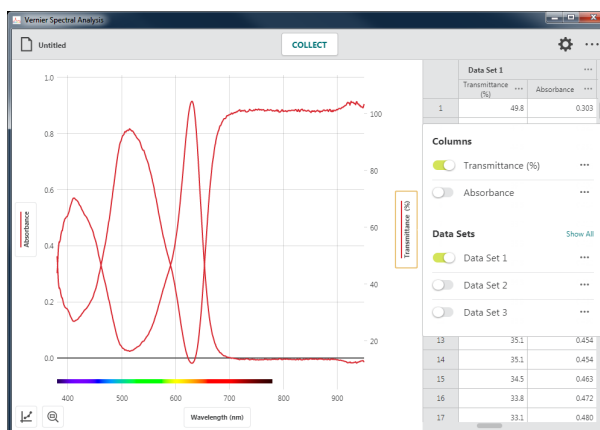 Vernier Spectral Analysis
Untitled
COLLECT
Data Set 1
Transmittance (%)
Absorbance
1 49.8 0.303
Columns
Transmittance (%)
Absorbance
Data Sets Show All
Data Set 1
Data Set 2
Data Set 3
13 35.1 0.454
14 35.1 0.454
15 34.5 0.463
16 33.8 0.472
17 33.1 0.480
1.0
0.8
0.6
0.4
0.2
0.0
Absorbance
100
80
60
40
20
Transmittance (%)
400 500 600 700 800 900
Wavelength (nm)